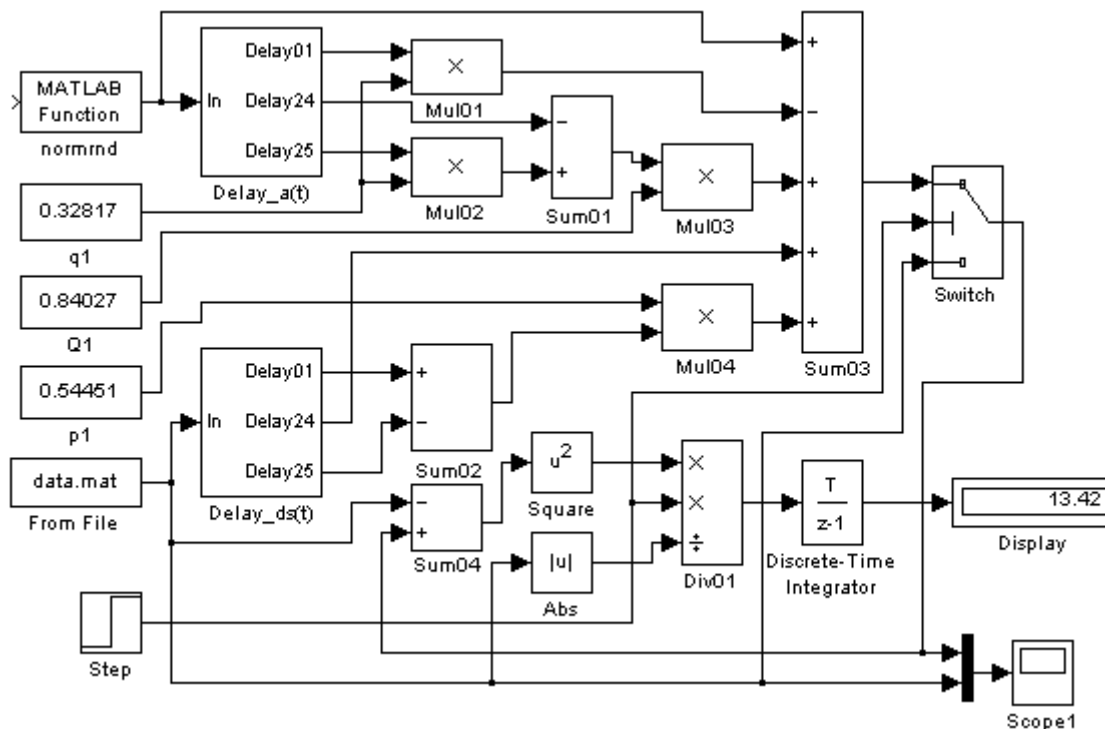 MATLAB
Function
normrnd
In
Delay01
Delay24
Delay25
Delay_a(t)
×
Mul01
×
Mul02
−
+
Sum01
×
Mul03
+
−
+
+
+
Sum03
Switch
0.32817
q1
0.84027
Q1
0.54451
p1
data.mat
From File
In
Delay01
Delay24
Delay25
Delay_ds(t)
+
−
Sum02
×
Mul04
−
+
Sum04
u²
Square
|u|
Abs
×
×
÷
Div01
T
z-1
Discrete-Time
Integrator
13.42
Display
Step
Scope1